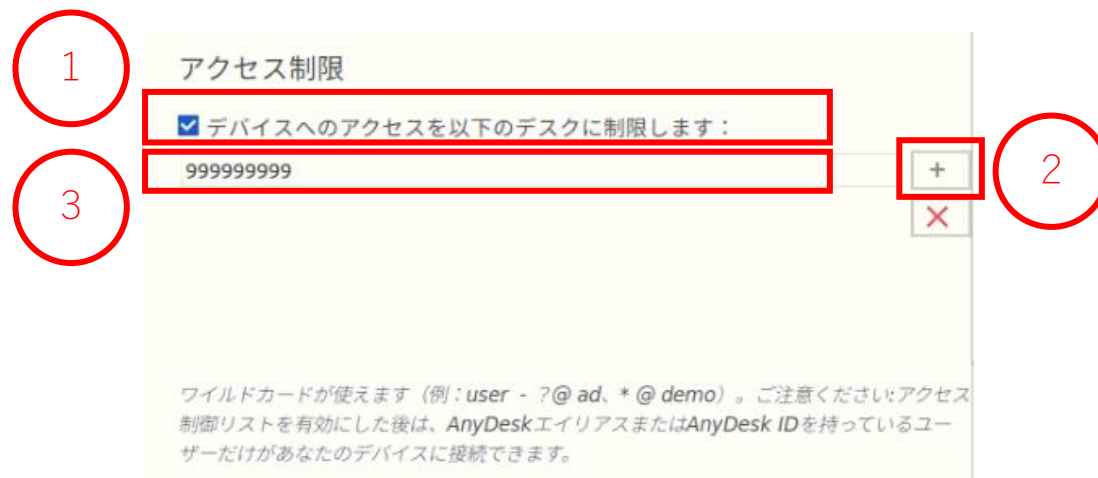 1
アクセス制限
デバイスへのアクセスを以下のデスクに制限します：
999999999
+
2
3
ワイルドカードが使えます（例：user - ?@ ad、* @ demo）。ご注意ください:アクセス
制御リストを有効にした後は、AnyDeskエイリアスまたはAnyDesk IDを持っているユー
ザーだけがあなたのデバイスに接続できます。